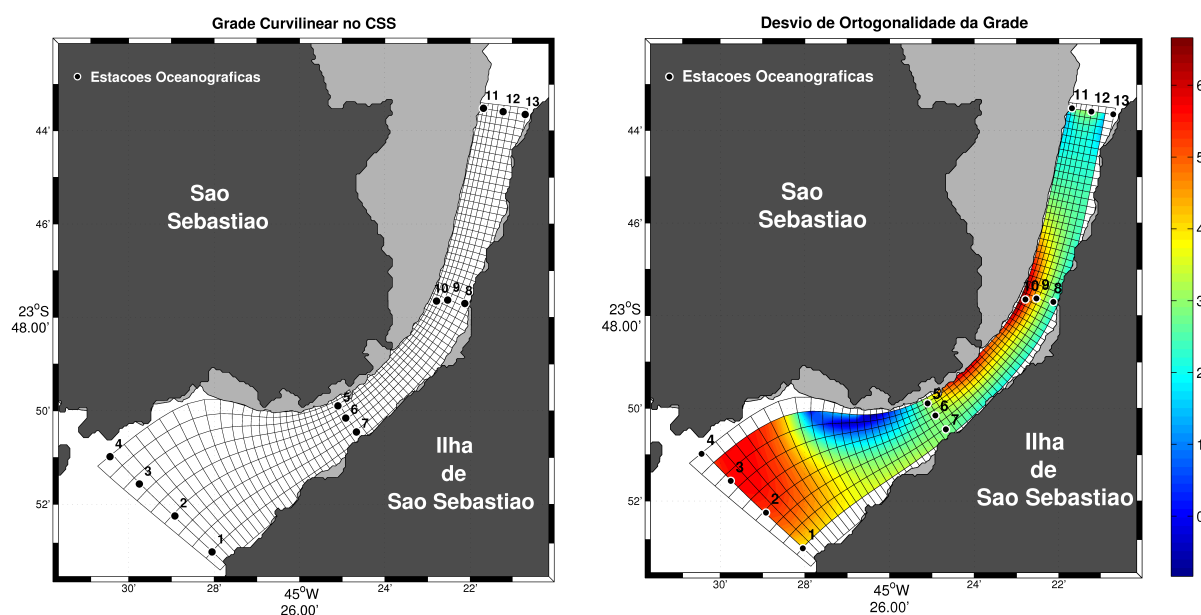 Grade Curvilinear no CSS
Estacoes Oceanograficas
Sao
Sebastiao
Ilha
de
Sao Sebastiao
11 12 13
10 9 8
5
6
7
4
3
2
1
44'
46'
23°S
48.00'
50'
52'
30'
28'
45°W
26.00'
24'
22'
Desvio de Ortogonalidade da Grade
Estacoes Oceanograficas
Sao
Sebastiao
Ilha
de
Sao Sebastiao
11 12 13
10 9 8
5
6
7
4
3
2
1
44'
46'
23°S
48.00'
50'
52'
30'
28'
45°W
26.00'
24'
22'
6
5
4
3
2
1
0